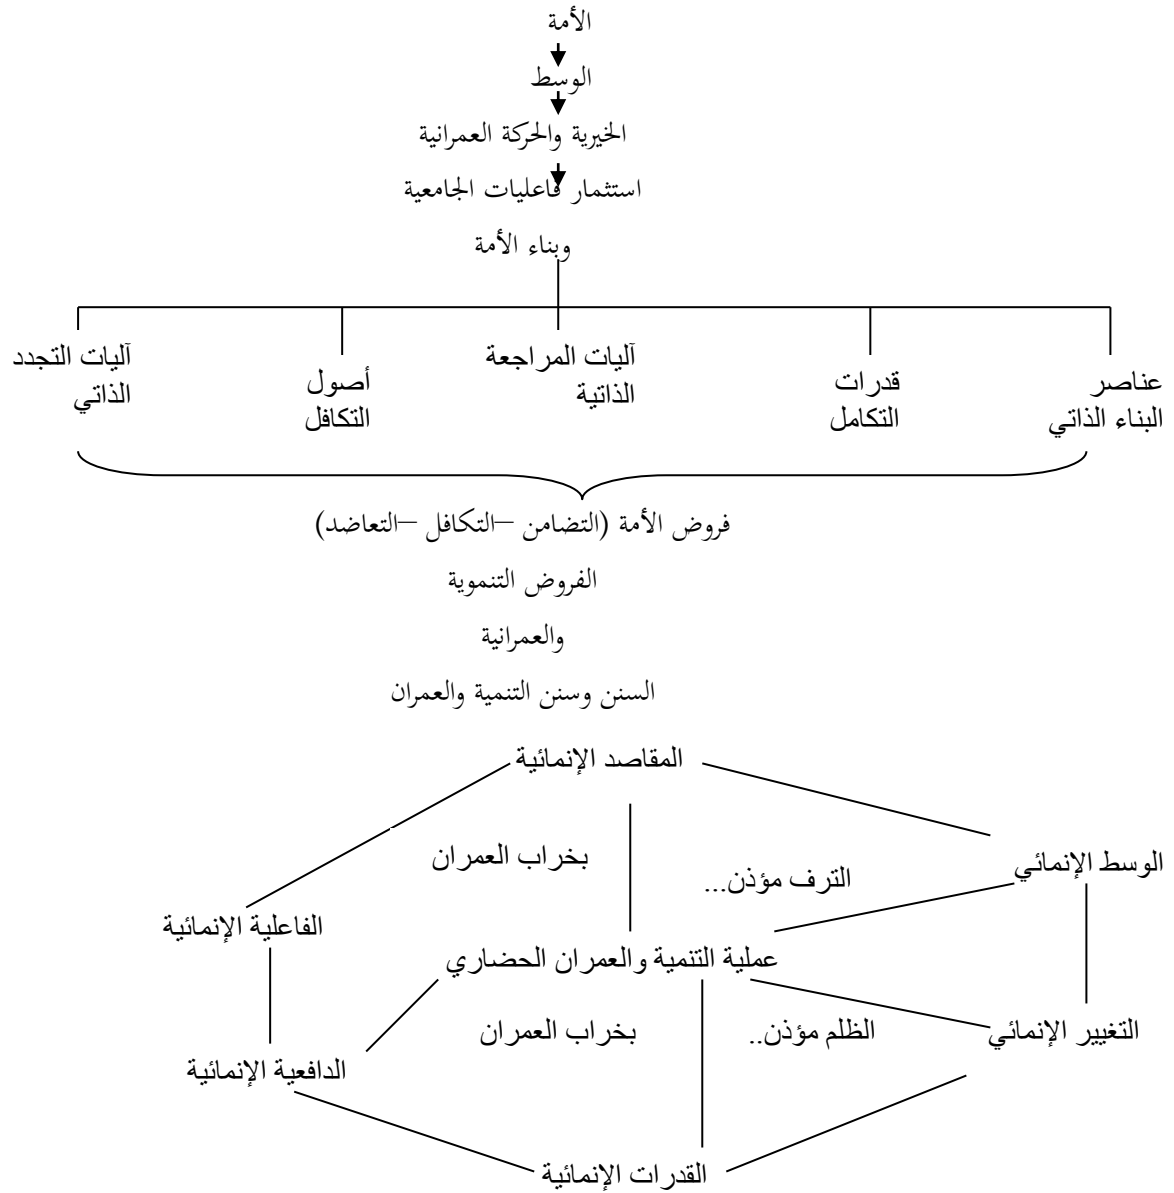 الأمة
الوسط
الخيرية والحركة العمرانية
استثمار فاعليات الجامعية
وبناء الأمة
عناصر
البناء الذاتي
قدرات
التكامل
آليات المراجعة
الذاتية
أصول
التكافل
آليات التجدد
الذاتي
فروض الأمة (التضامن –التكافل –التعاضد)
الفروض التنموية
والعمرانية
السنن وسنن التنمية والعمران
المقاصد الإنمائية
الوسط الإنمائي
الترف مؤذن...
بخراب العمران
الفاعلية الإنمائية
عملية التنمية والعمران الحضاري
التغيير الإنمائي
الظلم مؤذن..
بخراب العمران
الدافعية الإنمائية
القدرات الإنمائية